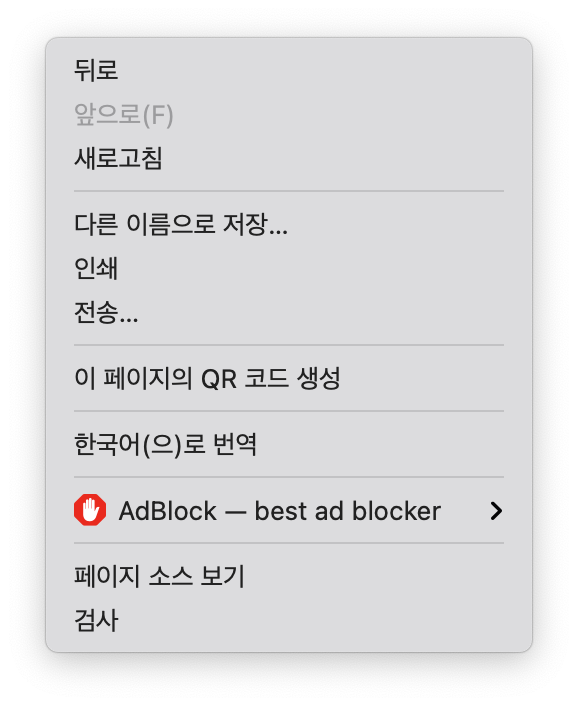 뒤로
앞으로(F)
새로고침
다른 이름으로 저장...
인쇄
전송...
이 페이지의 QR 코드 생성
한국어(으)로 번역
AdBlock — best ad blocker
페이지 소스 보기
검사